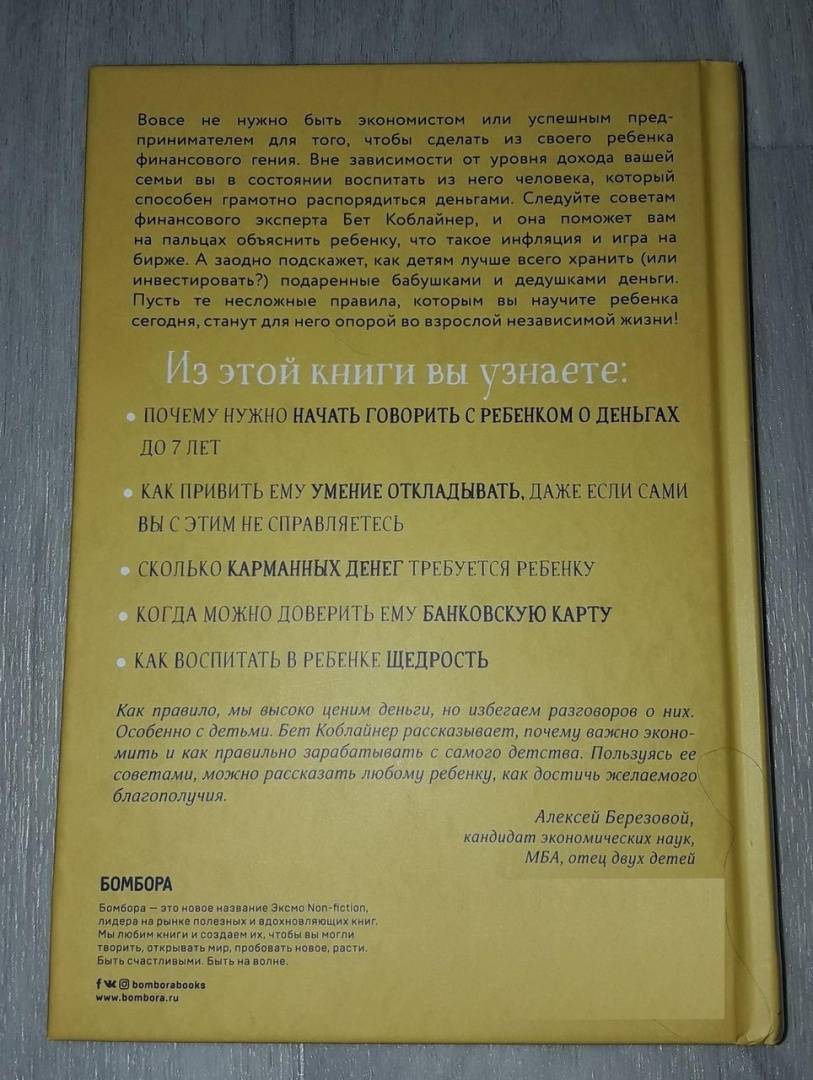 Вовсе не нужно быть экономистом или успешным пред-
принимателем для того, чтобы сделать из своего ребенка
финансового гения. Вне зависимости от уровня дохода вашей
семьи вы в состоянии воспитать из него человека, который
способен грамотно распорядиться деньгами. Следуйте советам
финансового эксперта Бет Коблайнер, и она поможет вам
на пальцах объяснить ребенку, что такое инфляция и игра на
бирже. А заодно подскажет, как детям лучше всего хранить (или
инвестировать?) подаренные бабушками и дедушками деньги.
Пусть те несложные правила, которым вы научите ребенка
сегодня, станут для него опорой во взрослой независимой жизни!
Из этой книги вы узнаете:
• ПОЧЕМУ НУЖНО НАЧАТЬ ГОВОРИТЬ С РЕБЕНКОМ О ДЕНЬГАХ
ДО 7 ЛЕТ
• КАК ПРИВИТЬ ЕМУ УМЕНИЕ ОТКЛАДЫВАТЬ, ДАЖЕ ЕСЛИ САМИ
ВЫ С ЭТИМ НЕ СПРАВЛЯЕТЕСЬ
• СКОЛЬКО КАРМАННЫХ ДЕНЕГ ТРЕБУЕТСЯ РЕБЕНКУ
• КОГДА МОЖНО ДОВЕРИТЬ ЕМУ БАНКОВСКУЮ КАРТУ
• КАК ВОСПИТАТЬ В РЕБЕНКЕ ЩЕДРОСТЬ
Как правило, мы высоко ценим деньги, но избегаем разговоров о них.
Особенно с детьми. Бет Коблайнер рассказывает, почему важно эконо-
мить и как правильно зарабатывать с самого детства. Пользуясь ее
советами, можно рассказать любому ребенку, как достичь желаемого
благополучия.
Алексей Березовой,
кандидат экономических наук,
МБА, отец двух детей
БОМБОРА
Бомбора – это новое название Эксмо Non-fiction,
лидера на рынке полезных и вдохновляющих книг.
Мы любим книги и создаем их, чтобы вы могли
творить, открывать мир, пробовать новое, расти.
Быть счастливыми. Быть на волне.
bomborabooks
www.bombora.ru